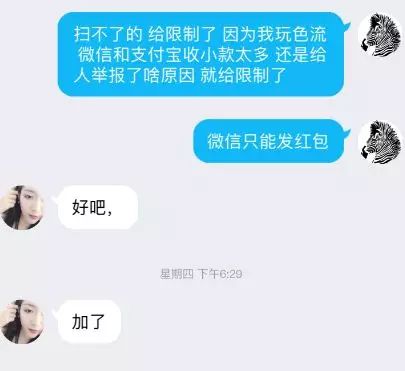 扫不了的 给限制了 因为我玩色流
微信和支付宝收小款太多 还是给
人举报了啥原因 就给限制了
微信只能发红包
好吧，
星期四 下午6:29
加了